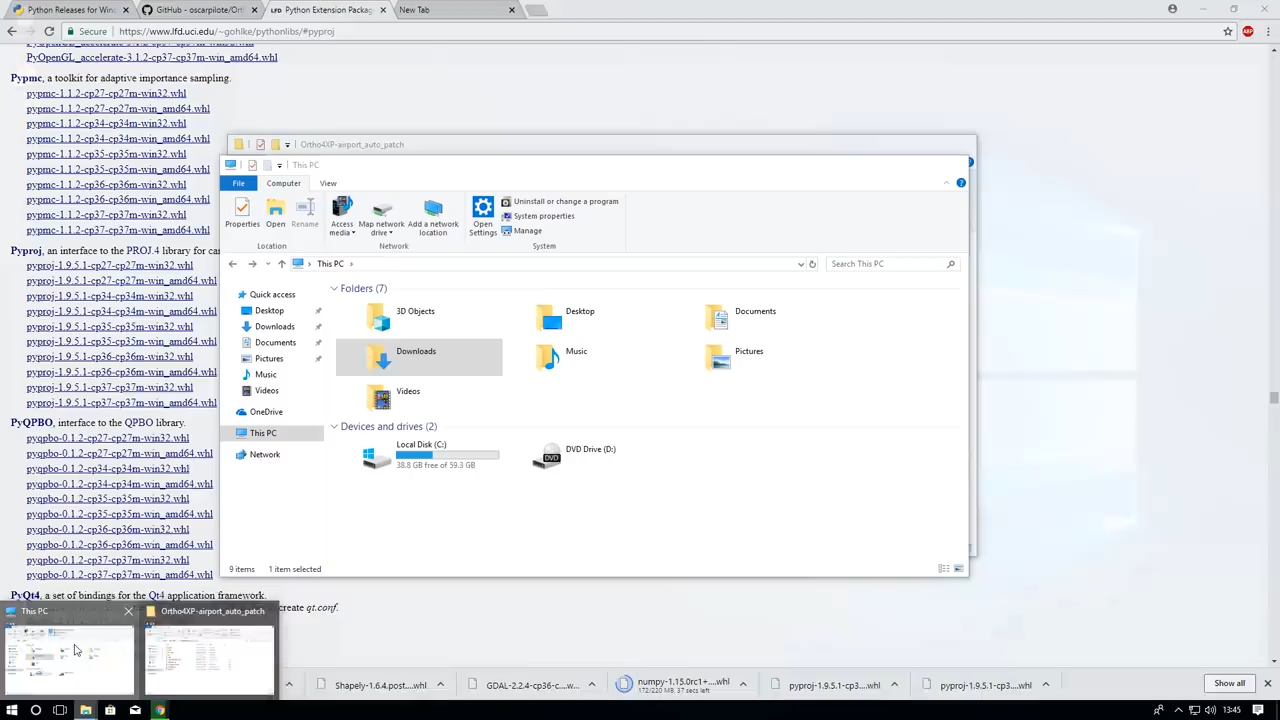 Python Releases for Win
GitHub - oscarpilote/Ort
Python Extension Packag
New Tab
Secure
https://www.lfd.uci.edu/~gohlke/pythonlibs/#pyproj
PyOpenGL_accelerate-3.1.2-cp37-cp37m-win32.whl
PyOpenGL_accelerate-3.1.2-cp37-cp37m-win_amd64.whl
Pypmc, a toolkit for adaptive importance sampling.
pypmc-1.1.2-cp27-cp27m-win32.whl
pypmc-1.1.2-cp27-cp27m-win_amd64.whl
pypmc-1.1.2-cp34-cp34m-win32.whl
pypmc-1.1.2-cp34-cp34m-win_amd64.whl
pypmc-1.1.2-cp35-cp35m-win32.whl
pypmc-1.1.2-cp35-cp35m-win_amd64.whl
pypmc-1.1.2-cp36-cp36m-win32.whl
pypmc-1.1.2-cp36-cp36m-win_amd64.whl
pypmc-1.1.2-cp37-cp37m-win32.whl
pypmc-1.1.2-cp37-cp37m-win_amd64.whl
Pyproj, an interface to the PROJ.4 library for car
pyproj-1.9.5.1-cp27-cp27m-win32.whl
pyproj-1.9.5.1-cp27-cp27m-win_amd64.whl
pyproj-1.9.5.1-cp34-cp34m-win32.whl
pyproj-1.9.5.1-cp34-cp34m-win_amd64.whl
pyproj-1.9.5.1-cp35-cp35m-win32.whl
pyproj-1.9.5.1-cp35-cp35m-win_amd64.whl
pyproj-1.9.5.1-cp36-cp36m-win32.whl
pyproj-1.9.5.1-cp36-cp36m-win_amd64.whl
pyproj-1.9.5.1-cp37-cp37m-win32.whl
pyproj-1.9.5.1-cp37-cp37m-win_amd64.whl
PyQPBO, interface to the QPBO library.
pyqpbo-0.1.2-cp27-cp27m-win32.whl
pyqpbo-0.1.2-cp27-cp27m-win_amd64.whl
pyqpbo-0.1.2-cp34-cp34m-win32.whl
pyqpbo-0.1.2-cp34-cp34m-win_amd64.whl
pyqpbo-0.1.2-cp35-cp35m-win32.whl
pyqpbo-0.1.2-cp35-cp35m-win_amd64.whl
pyqpbo-0.1.2-cp36-cp36m-win32.whl
pyqpbo-0.1.2-cp36-cp36m-win_amd64.whl
pyqpbo-0.1.2-cp37-cp37m-win32.whl
pyqpbo-0.1.2-cp37-cp37m-win_amd64.whl
PyQt4, a set of bindings for the Qt4 application framework.
create qt.conf.
Ortho4XP-airport_auto_patch
This PC
File
Computer
View
Properties
Open
Rename
Access media
Map network drive
Add a network location
Open Settings
Uninstall or change a program
System properties
Manage
Location
Network
System
This PC
Search This PC
Quick access
Desktop
Downloads
Documents
Pictures
Music
Videos
OneDrive
This PC
Network
Folders (7)
3D Objects
Desktop
Documents
Downloads
Music
Pictures
Videos
Devices and drives (2)
Local Disk (C:)
38.8 GB free of 59.3 GB
DVD Drive (D:)
9 items
1 item selected
This PC
Ortho4XP-airport_auto_patch
Shapely-1.6.4.post....whl
GDAL-2.2.4-cp36-c....whl
numpy-1.15.0rc1+....whl
pyproj-1.9.5.1-cp3....whl
pyproj-1.9.5.1-cp3....whl
Show all
13:45